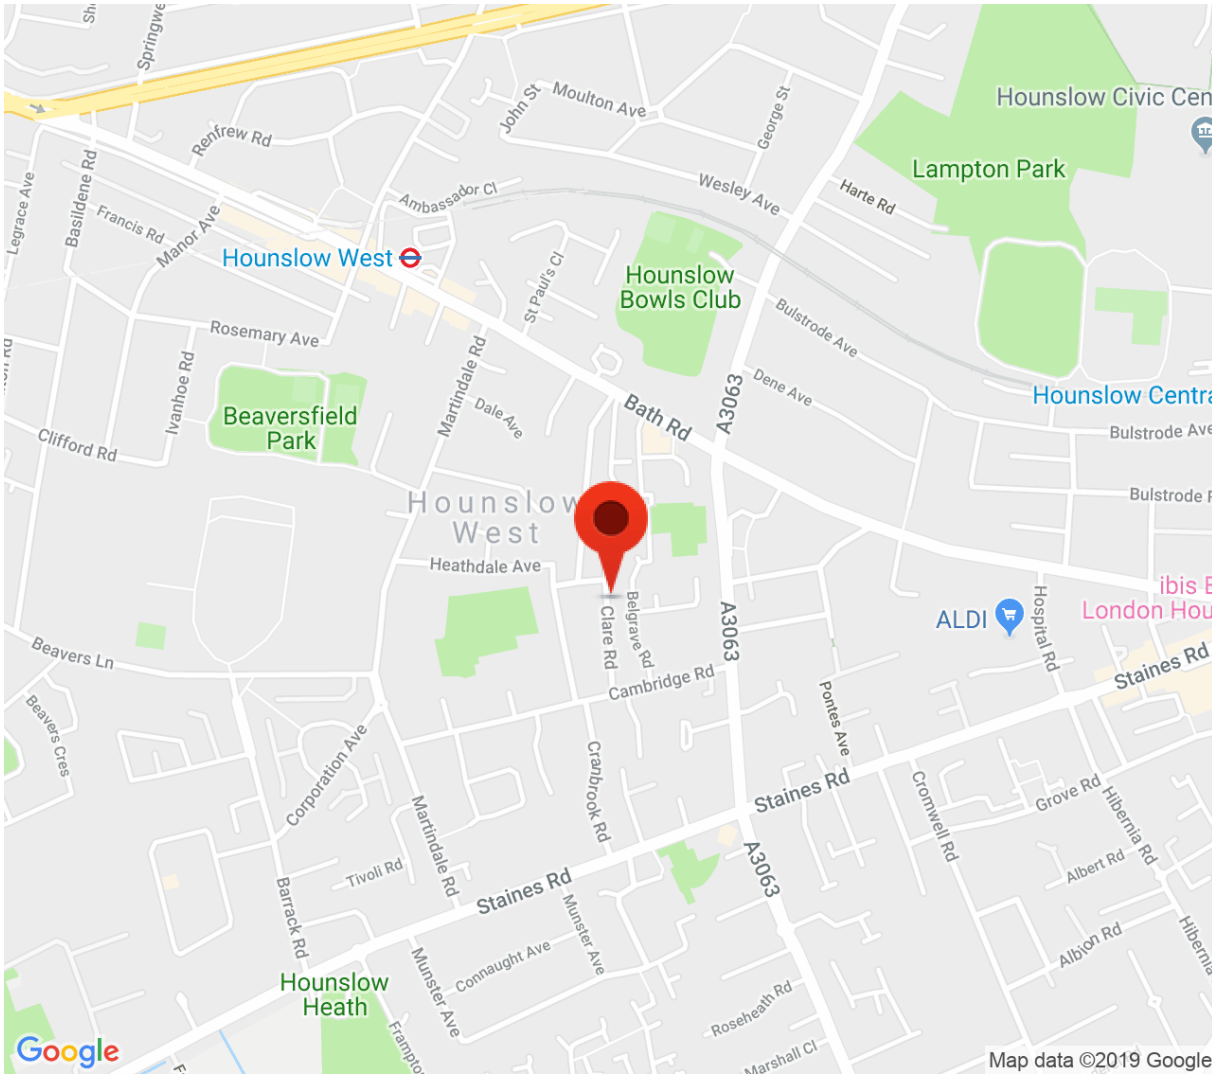 Springwe
Sh
John St
Moulton Ave
George St
Hounslow Civic Cen
Renfrew Rd
Lampton Park
Legrace Ave
Basildene Rd
Ambassador Cl
Wesley Ave
Harte Rd
Francis Rd
Manor Ave
Hounslow West
St Paul's Cl
Hounslow
Bowls Club
Bulstrode Ave
Rosemary Ave
Ivanhoe Rd
Martindale Rd
Dene Ave
A3063
Hounslow Centra
Beaversfield
Park
Dale Ave
Bath Rd
Clifford Rd
Bulstrode Ave
Hounslow
West
Bulstrode
Heathdale Ave
Clare Rd
Belgrave Rd
A3063
ALDI
Hospital Rd
ibis B
London Hou
Beavers Ln
Cambridge Rd
Staines Rd
Beavers Cres
Pontes Ave
Corporation Ave
Cranbrook Rd
Martindale Rd
Staines Rd
Cromwell Rd
Grove Rd
Hibernia Rd
Tivoli Rd
Staines Rd
A3063
Albert Rd
Barrack Rd
Munster Ave
Connaught Ave
Munster Ave
Albion Rd
Hibernia
Hounslow
Heath
Frampto
Roseheath Rd
Marshall Cl
Google
Map data ©2019 Google